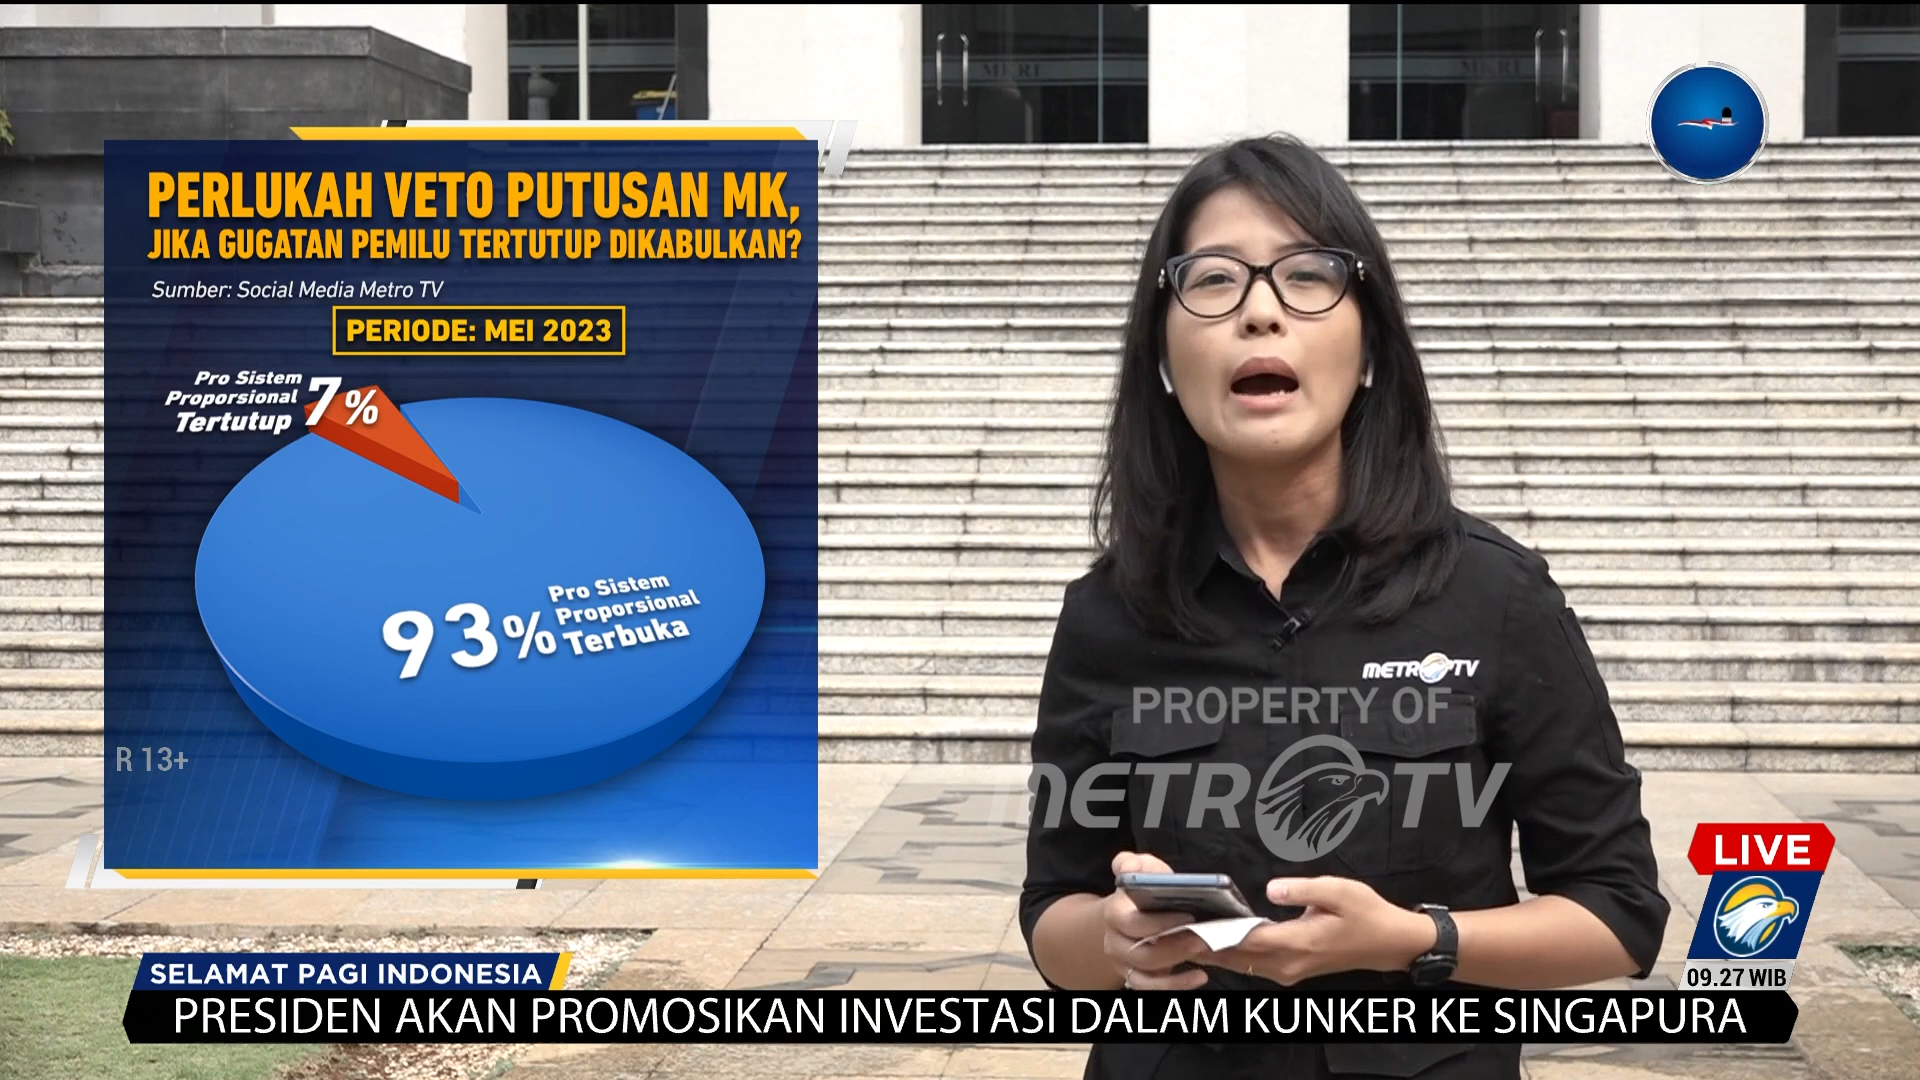 MKRI
MKRI
PERLUKAH VETO PUTUSAN MK,
JIKA GUGATAN PEMILU TERTUTUP DIKABULKAN?
Sumber: Social Media Metro TV
PERIODE: MEI 2023
Pro Sistem
Proporsional
Tertutup
7%
93%
Pro Sistem
Proporsional
Terbuka
R 13+
METRO TV
PROPERTY OF
METRO TV
LIVE
09.27 WIB
SELAMAT PAGI INDONESIA
PRESIDEN AKAN PROMOSIKAN INVESTASI DALAM KUNKER KE SINGAPURA